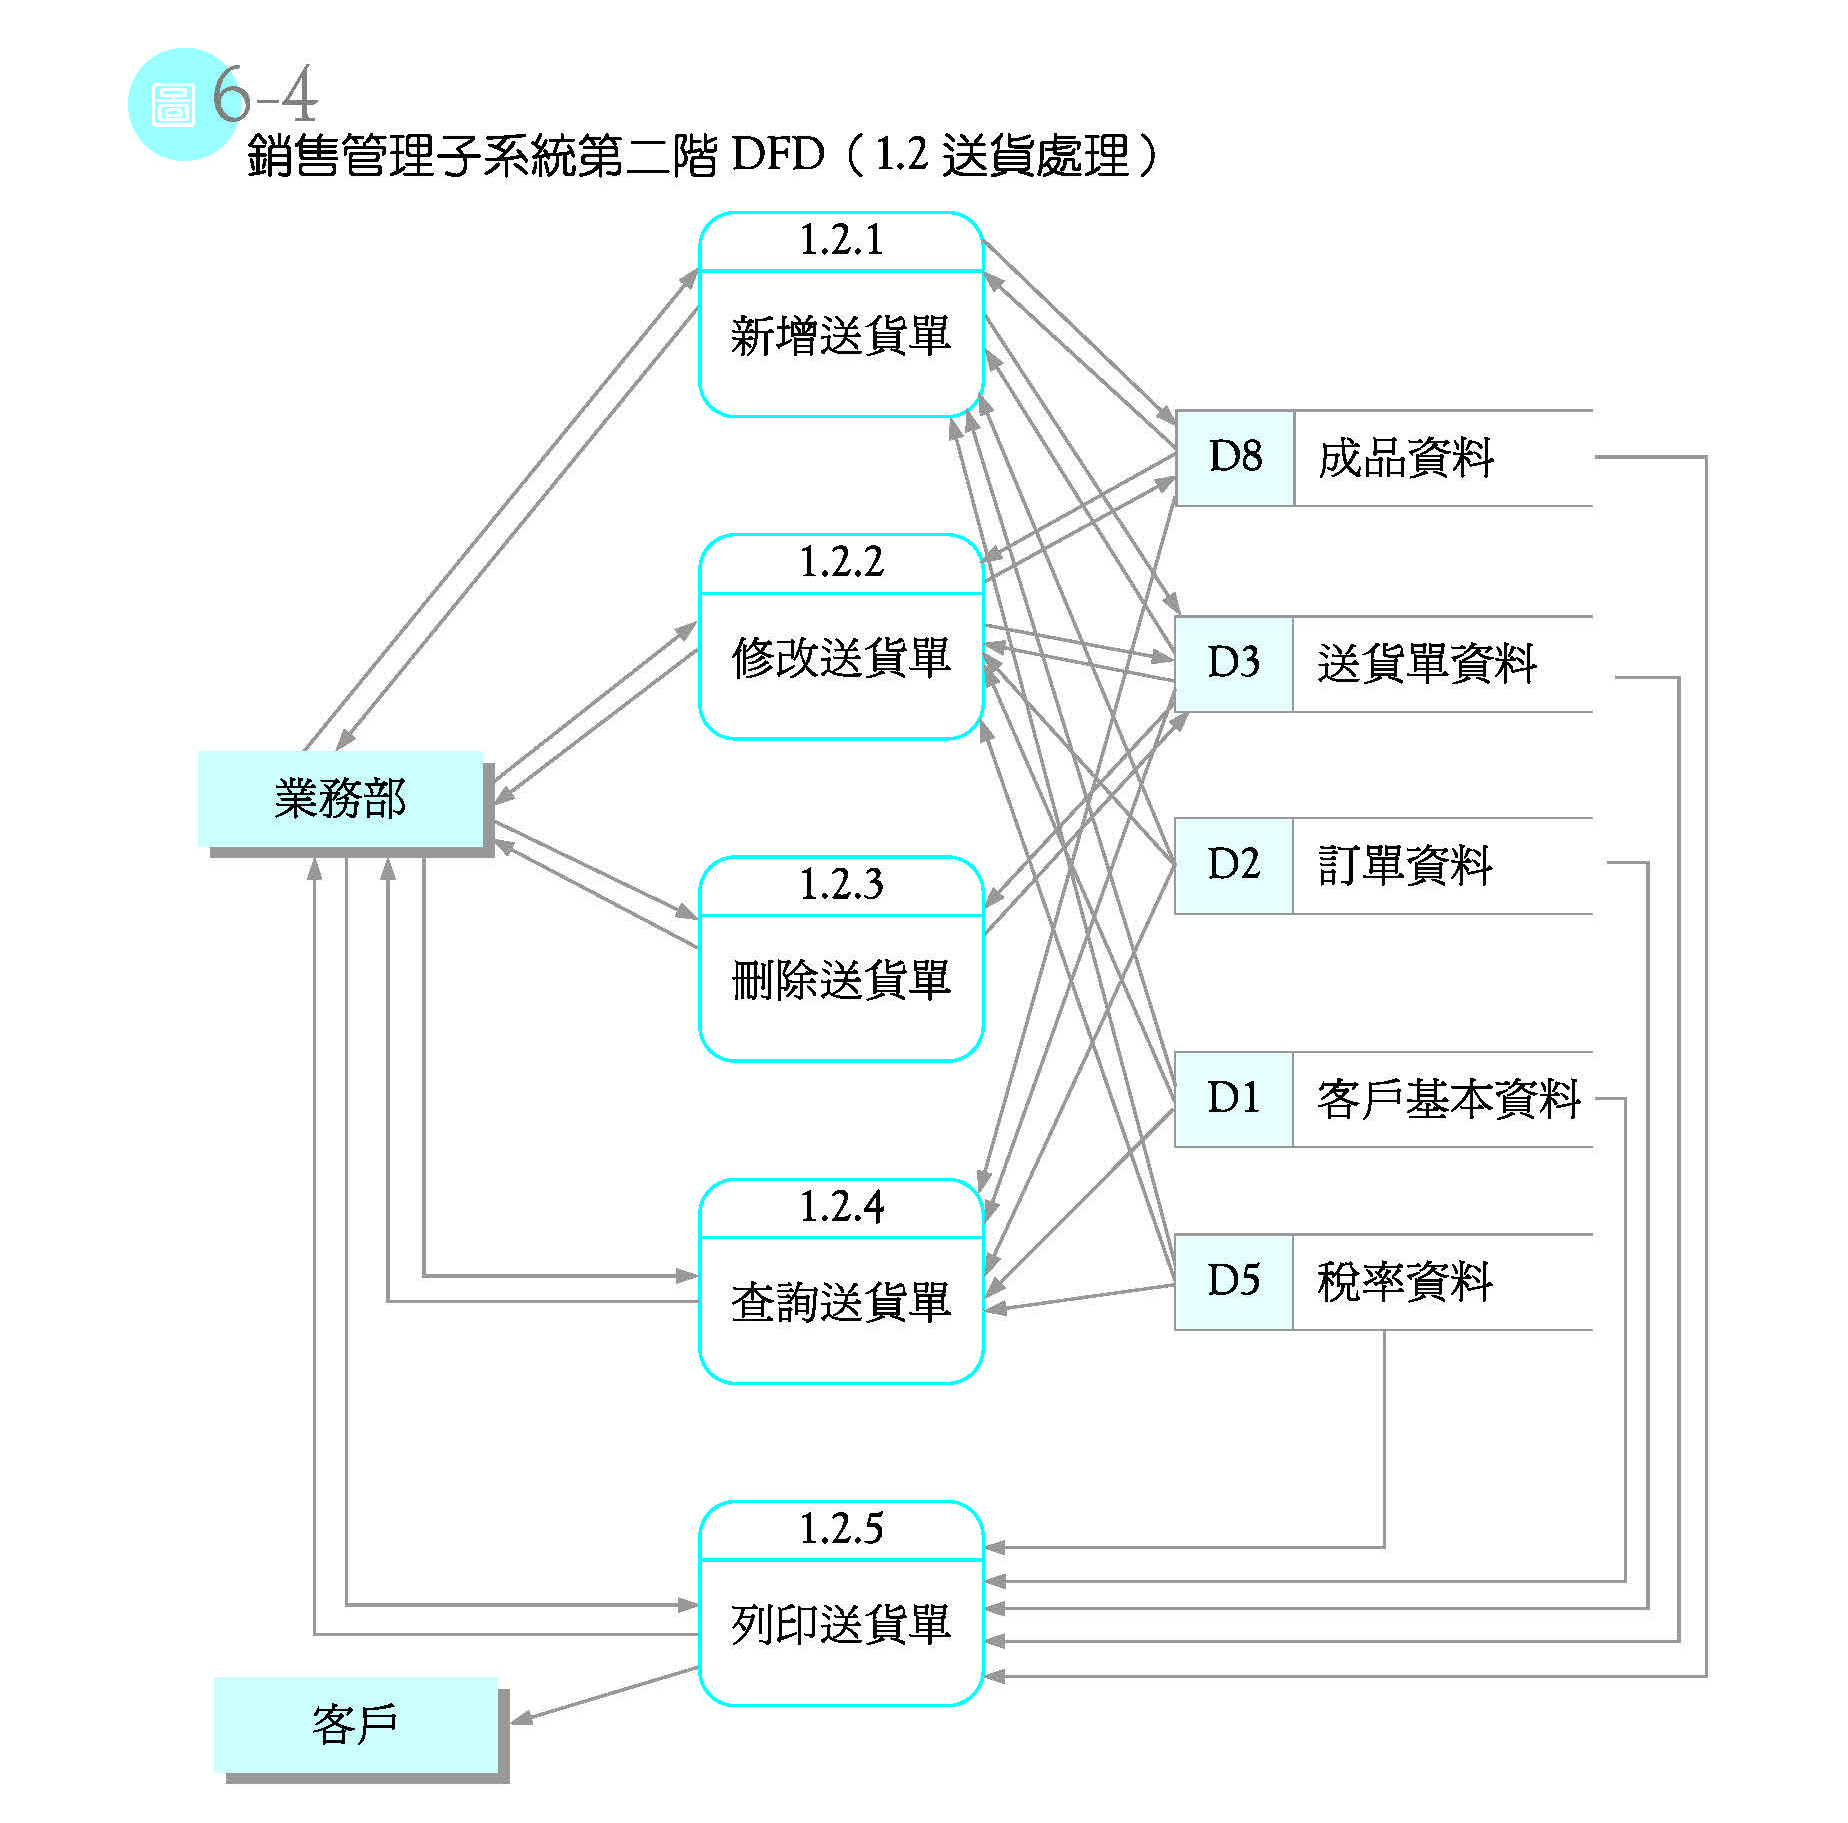 圖 6-4
銷售管理子系統第二階 DFD（1.2 送貨處理）
1.2.1
新增送貨單
D8 成品資料
1.2.2
修改送貨單
D3 送貨單資料
業務部
1.2.3
刪除送貨單
D2 訂單資料
D1 客戶基本資料
1.2.4
查詢送貨單
D5 稅率資料
1.2.5
列印送貨單
客戶